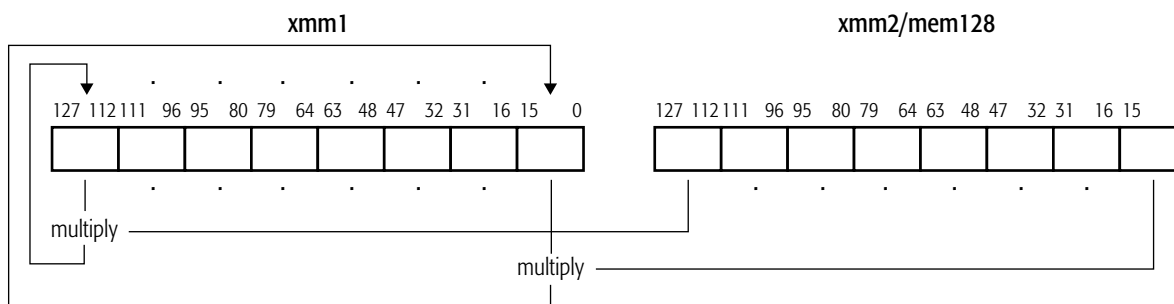 xmm1
xmm2/mem128
. . . . . .
127 112 111 96 95 80 79 64 63 48 47 32 31 16 15 0
127 112 111 96 95 80 79 64 63 48 47 32 31 16 15
. . . . . .
. . . . . .
multiply
multiply